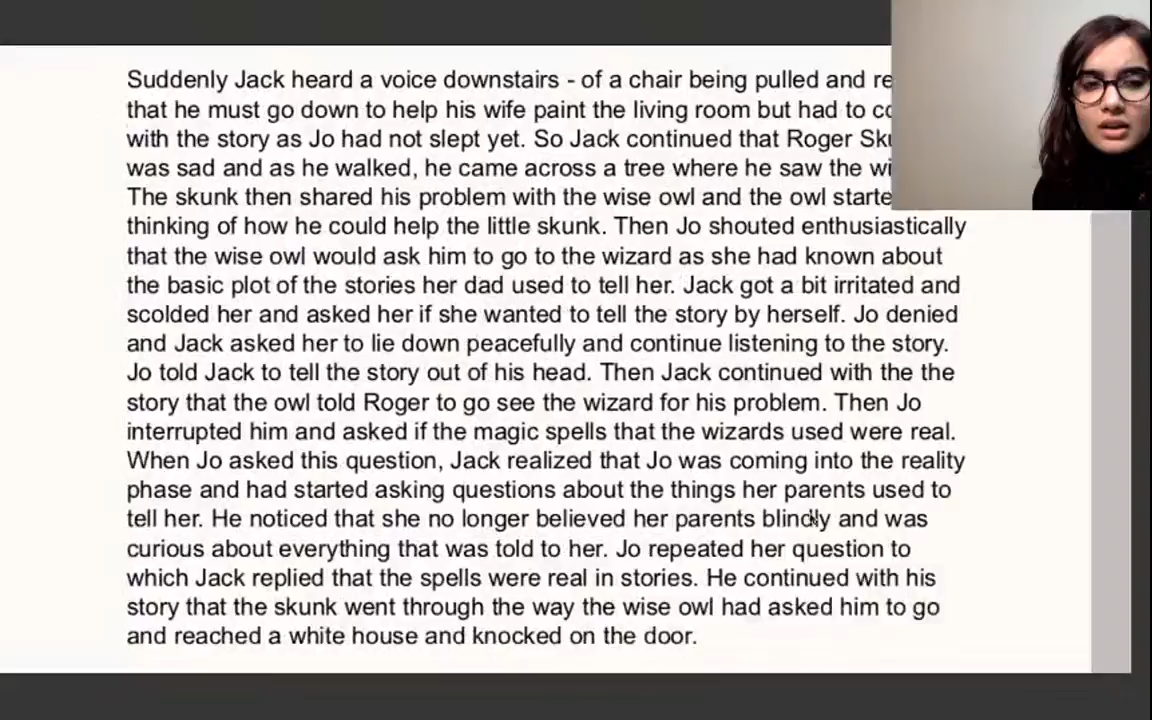 Suddenly Jack heard a voice downstairs - of a chair being pulled and
that he must go down to help his wife paint the living room but had to
with the story as Jo had not slept yet. So Jack continued that Roger
was sad and as he walked, he came across a tree where he saw the
The skunk then shared his problem with the wise owl and the owl
thinking of how he could help the little skunk. Then Jo shouted enthusiastically
that the wise owl would ask him to go to the wizard as she had known about
the basic plot of the stories her dad used to tell her. Jack got a bit irritated and
scolded her and asked her if she wanted to tell the story by herself. Jo denied
and Jack asked her to lie down peacefully and continue listening to the story.
Jo told Jack to tell the story out of his head. Then Jack continued with the the
story that the owl told Roger to go see the wizard for his problem. Then Jo
interrupted him and asked if the magic spells that the wizards used were real.
When Jo asked this question, Jack realized that Jo was coming into the reality
phase and had started asking questions about the things her parents used to
tell her. He noticed that she no longer believed her parents blindly and was
curious about everything that was told to her. Jo repeated her question to
which Jack replied that the spells were real in stories. He continued with his
story that the skunk went through the way the wise owl had asked him to go
and reached a white house and knocked on the door.